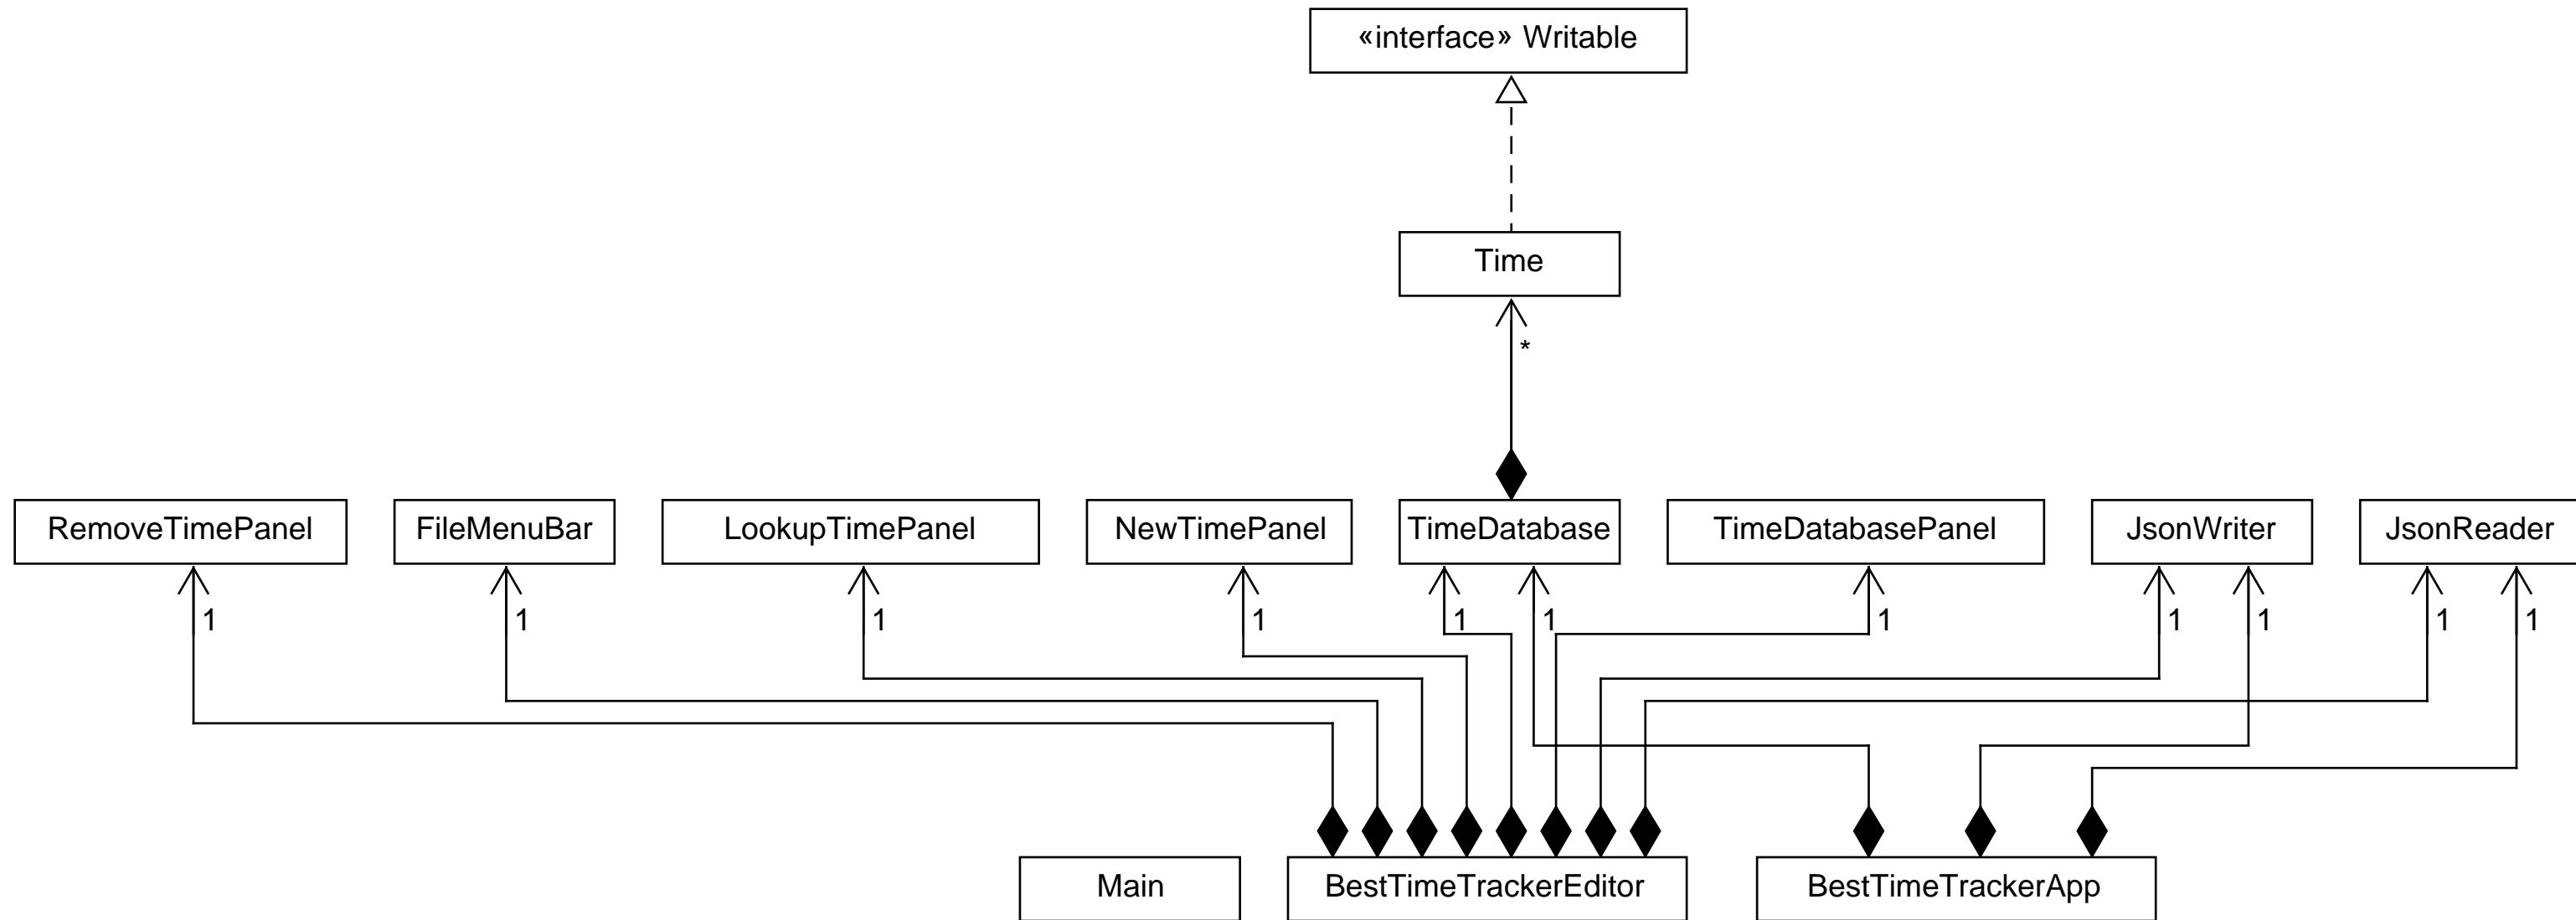 «interface» Writable
Time
*
RemoveTimePanel
FileMenuBar
LookupTimePanel
NewTimePanel
TimeDatabase
TimeDatabasePanel
JsonWriter
JsonReader
1
1
1
1
1
1
1
1
1
1
1
Main
BestTimeTrackerEditor
BestTimeTrackerApp